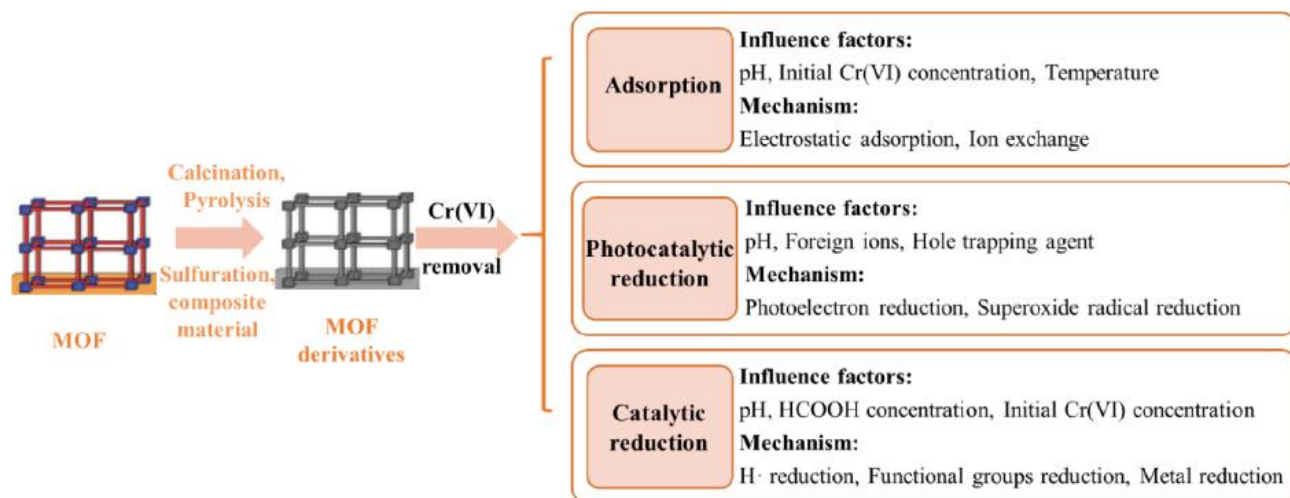 Calcination,
Pyrolysis
Sulfuration,
composite
material
MOF
MOF
derivatives
Cr(VI)
removal
Adsorption
Influence factors:
pH, Initial Cr(VI) concentration, Temperature
Mechanism:
Electrostatic adsorption, Ion exchange
Photocatalytic
reduction
Influence factors:
pH, Foreign ions, Hole trapping agent
Mechanism:
Photoelectron reduction, Superoxide radical reduction
Catalytic
reduction
Influence factors:
pH, HCOOH concentration, Initial Cr(VI) concentration
Mechanism:
H· reduction, Functional groups reduction, Metal reduction